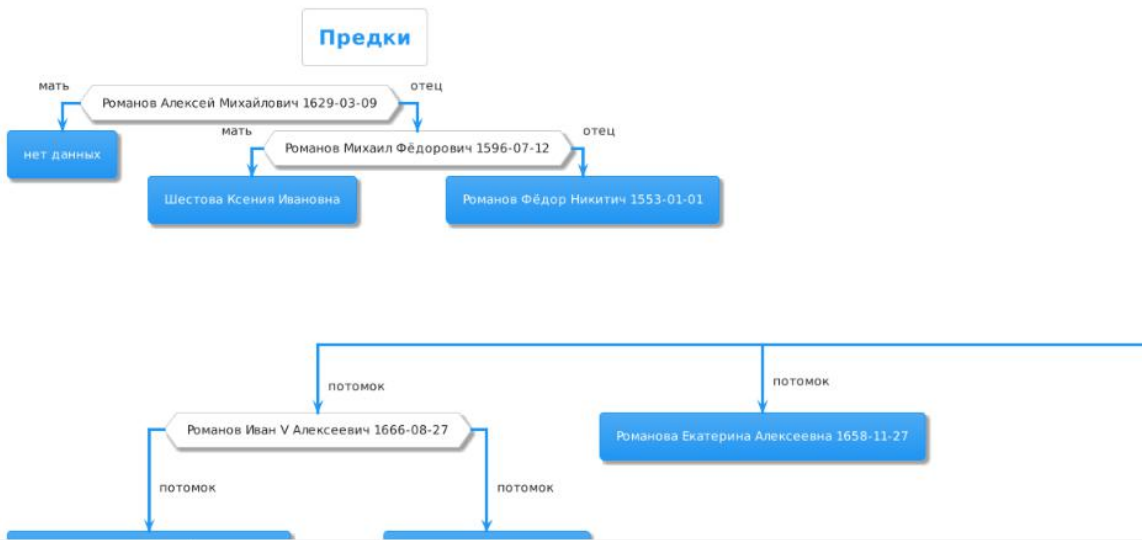 Предки
мать
отец
Романов Алексей Михайлович 1629-03-09
мать
отец
нет данных
Романов Михаил Фёдорович 1596-07-12
Шестова Ксения Ивановна
Романов Фёдор Никитич 1553-01-01
потомок
потомок
Романов Иван V Алексеевич 1666-08-27
Романова Екатерина Алексеевна 1658-11-27
потомок
потомок